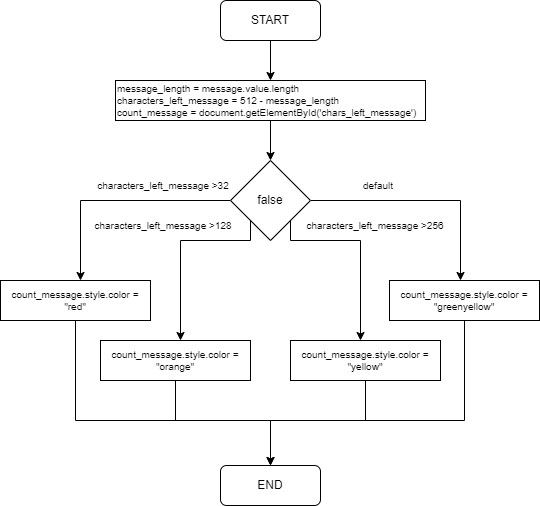 START
message_length = message.value.length
characters_left_message = 512 - message_length
count_message = document.getElementById('chars_left_message')
characters_left_message >32
false
default
characters_left_message >128
characters_left_message >256
count_message.style.color =
"red"
count_message.style.color =
"greenyellow"
count_message.style.color =
"orange"
count_message.style.color =
"yellow"
END